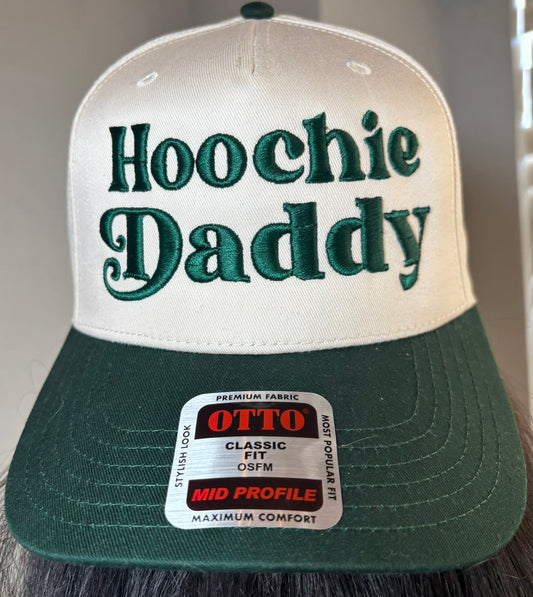 Hoochie
Daddy
PREMIUM FABRIC
STYLISH LOOK
OTTO
CLASSIC
FIT
OSFM
MID PROFILE
MOST POPULAR FIT
MAXIMUM COMFORT